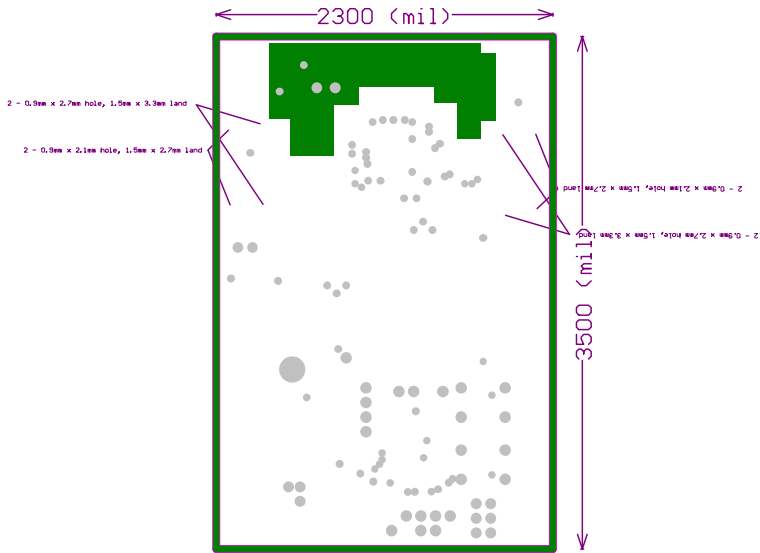 2300 (mil)
2 - 0.9mm x 2.7mm hole, 1.5mm x 3.3mm land
2 - 0.9mm x 2.1mm hole, 1.5mm x 2.7mm land
2 - 0.9mm x 2.1mm hole, 1.5mm x 2.7mm land
2 - 0.9mm x 2.7mm hole, 1.5mm x 3.3mm land
3500 (mil)